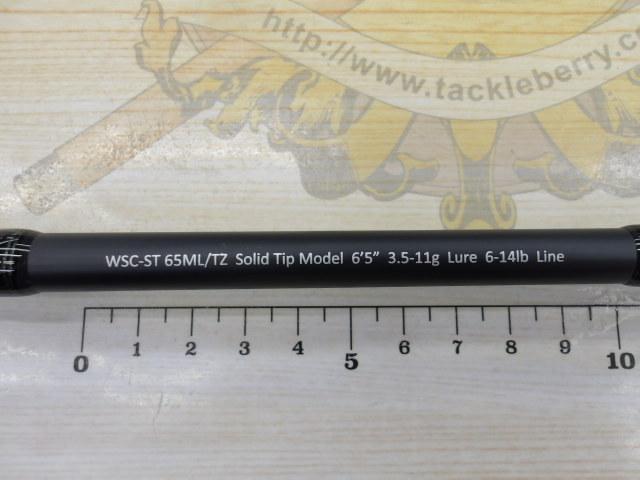 http://www.tackleberry.co
WSC-ST 65ML/TZ Solid Tip Model 6'5" 3.5-11g Lure 6-14lb Line
0 1 2 3 4 5 6 7 8 9 10